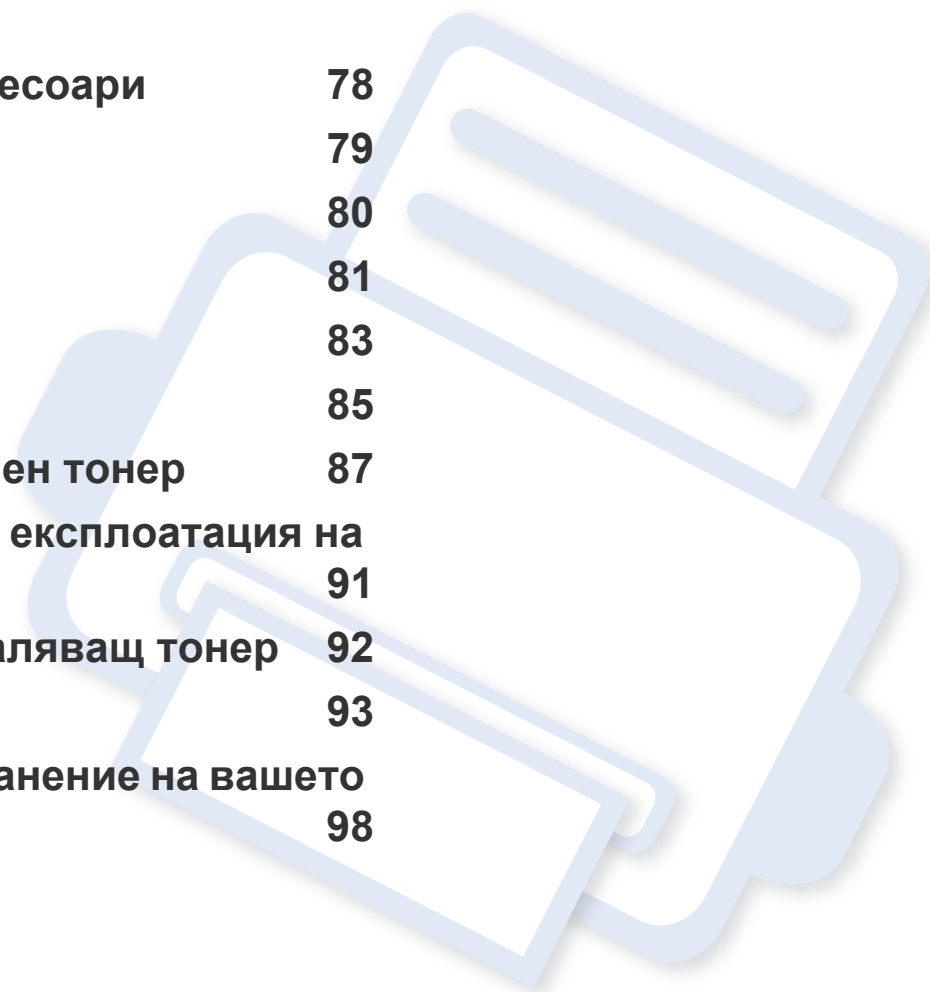 есоари 78
79
80
81
83
85
ен тонер 87
експлоатация на
91
аляващ тонер 92
93
анение на вашето
98